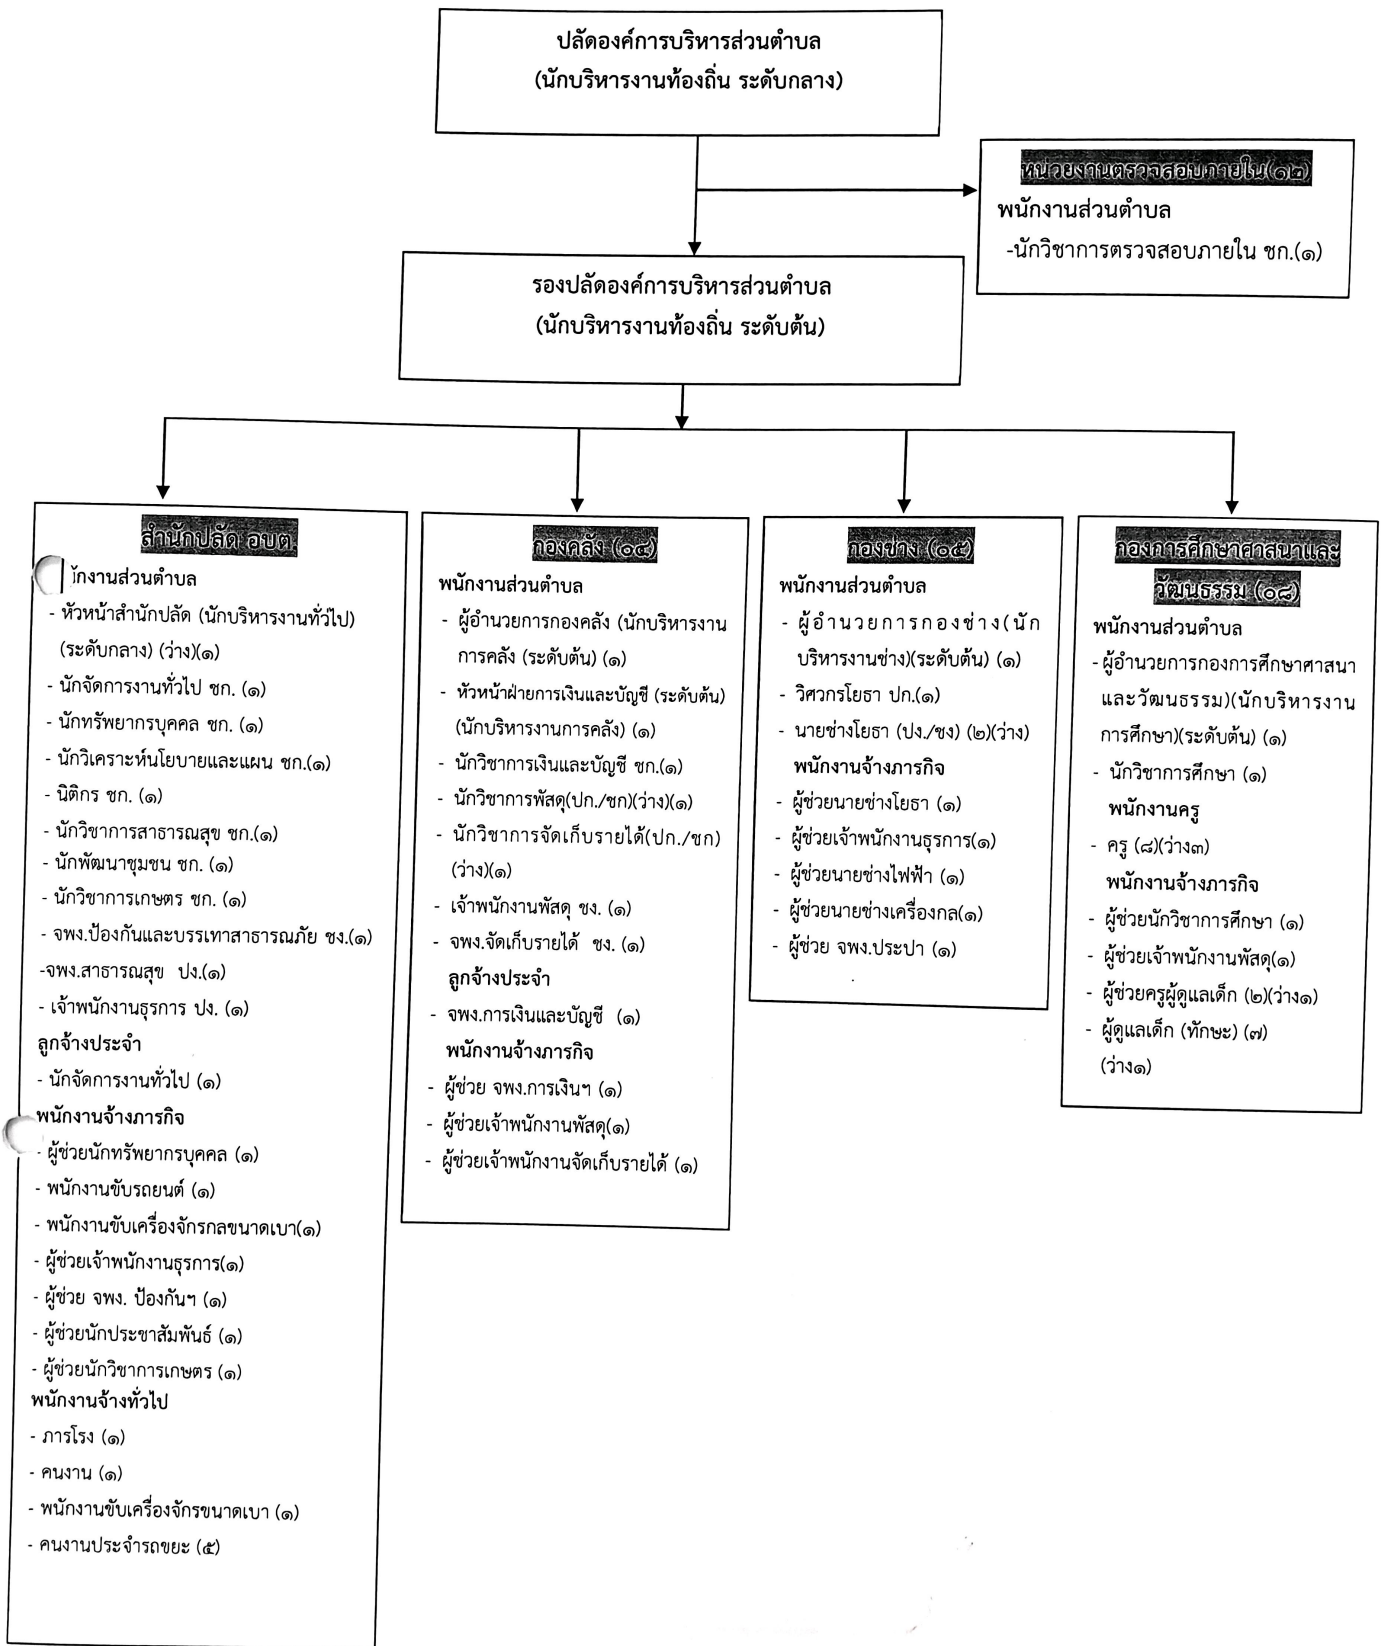 ปลัดองค์การบริหารส่วนตำบล
(นักบริหารงานท้องถิ่น ระดับกลาง)
หน่วยงานตรวจสอบภายใน(๑๒)
พนักงานส่วนตำบล
-นักวิชาการตรวจสอบภายใน ชก.(๑)
รองปลัดองค์การบริหารส่วนตำบล
(นักบริหารงานท้องถิ่น ระดับต้น)
สำนักปลัด อบต.
นักงานส่วนตำบล
- หัวหน้าสำนักปลัด (นักบริหารงานทั่วไป)
(ระดับกลาง) (ว่าง)(๑)
- นักจัดการงานทั่วไป ชก. (๑)
- นักทรัพยากรบุคคล ชก. (๑)
- นักวิเคราะห์นโยบายและแผน ชก.(๑)
- นิติกร ชก. (๑)
- นักวิชาการสาธารณสุข ชก.(๑)
- นักพัฒนาชุมชน ชก. (๑)
- นักวิชาการเกษตร ชก. (๑)
- จพง.ป้องกันและบรรเทาสาธารณภัย ชง.(๑)
-จพง.สาธารณสุข ปง.(๑)
- เจ้าพนักงานธุรการ ปง. (๑)
ลูกจ้างประจำ
- นักจัดการงานทั่วไป (๑)
พนักงานจ้างภารกิจ
- ผู้ช่วยนักทรัพยากรบุคคล (๑)
- พนักงานขับรถยนต์ (๑)
- พนักงานขับเครื่องจักรกลขนาดเบา(๑)
- ผู้ช่วยเจ้าพนักงานธุรการ(๑)
- ผู้ช่วย จพง. ป้องกันฯ (๑)
- ผู้ช่วยนักประชาสัมพันธ์ (๑)
- ผู้ช่วยนักวิชาการเกษตร (๑)
พนักงานจ้างทั่วไป
- ภารโรง (๑)
- คนงาน (๑)
- พนักงานขับเครื่องจักรขนาดเบา (๑)
- คนงานประจำรถขยะ (๕)
กองคลัง (๐๔)
พนักงานส่วนตำบล
- ผู้อำนวยการกองคลัง (นักบริหารงาน
การคลัง (ระดับต้น) (๑)
- หัวหน้าฝ่ายการเงินและบัญชี (ระดับต้น)
(นักบริหารงานการคลัง) (๑)
- นักวิชาการเงินและบัญชี ชก.(๑)
- นักวิชาการพัสดุ(ปก./ชก)(ว่าง)(๑)
- นักวิชาการจัดเก็บรายได้(ปก./ชก)
(ว่าง)(๑)
- เจ้าพนักงานพัสดุ ชง. (๑)
- จพง.จัดเก็บรายได้ ชง. (๑)
ลูกจ้างประจำ
- จพง.การเงินและบัญชี (๑)
พนักงานจ้างภารกิจ
- ผู้ช่วย จพง.การเงินฯ (๑)
- ผู้ช่วยเจ้าพนักงานพัสดุ(๑)
- ผู้ช่วยเจ้าพนักงานจัดเก็บรายได้ (๑)
กองช่าง (๐๕)
พนักงานส่วนตำบล
- ผู้อำนวยการกองช่าง(นัก
บริหารงานช่าง)(ระดับต้น) (๑)
- วิศวกรโยธา ปก.(๑)
- นายช่างโยธา (ปง./ชง) (๒)(ว่าง)
พนักงานจ้างภารกิจ
- ผู้ช่วยนายช่างโยธา (๑)
- ผู้ช่วยเจ้าพนักงานธุรการ(๑)
- ผู้ช่วยนายช่างไฟฟ้า (๑)
- ผู้ช่วยนายช่างเครื่องกล(๑)
- ผู้ช่วย จพง.ประปา (๑)
กองการศึกษาศาสนาและ
วัฒนธรรม (๐๘)
พนักงานส่วนตำบล
-ผู้อำนวยการกองการศึกษาศาสนา
และวัฒนธรรม)(นักบริหารงาน
การศึกษา)(ระดับต้น) (๑)
- นักวิชาการศึกษา (๑)
พนักงานครู
- ครู (๘)(ว่าง๓)
พนักงานจ้างภารกิจ
- ผู้ช่วยนักวิชาการศึกษา (๑)
- ผู้ช่วยเจ้าพนักงานพัสดุ(๑)
- ผู้ช่วยครูผู้ดูแลเด็ก (๒)(ว่าง๑)
- ผู้ดูแลเด็ก (ทักษะ) (๗)
(ว่าง๑)